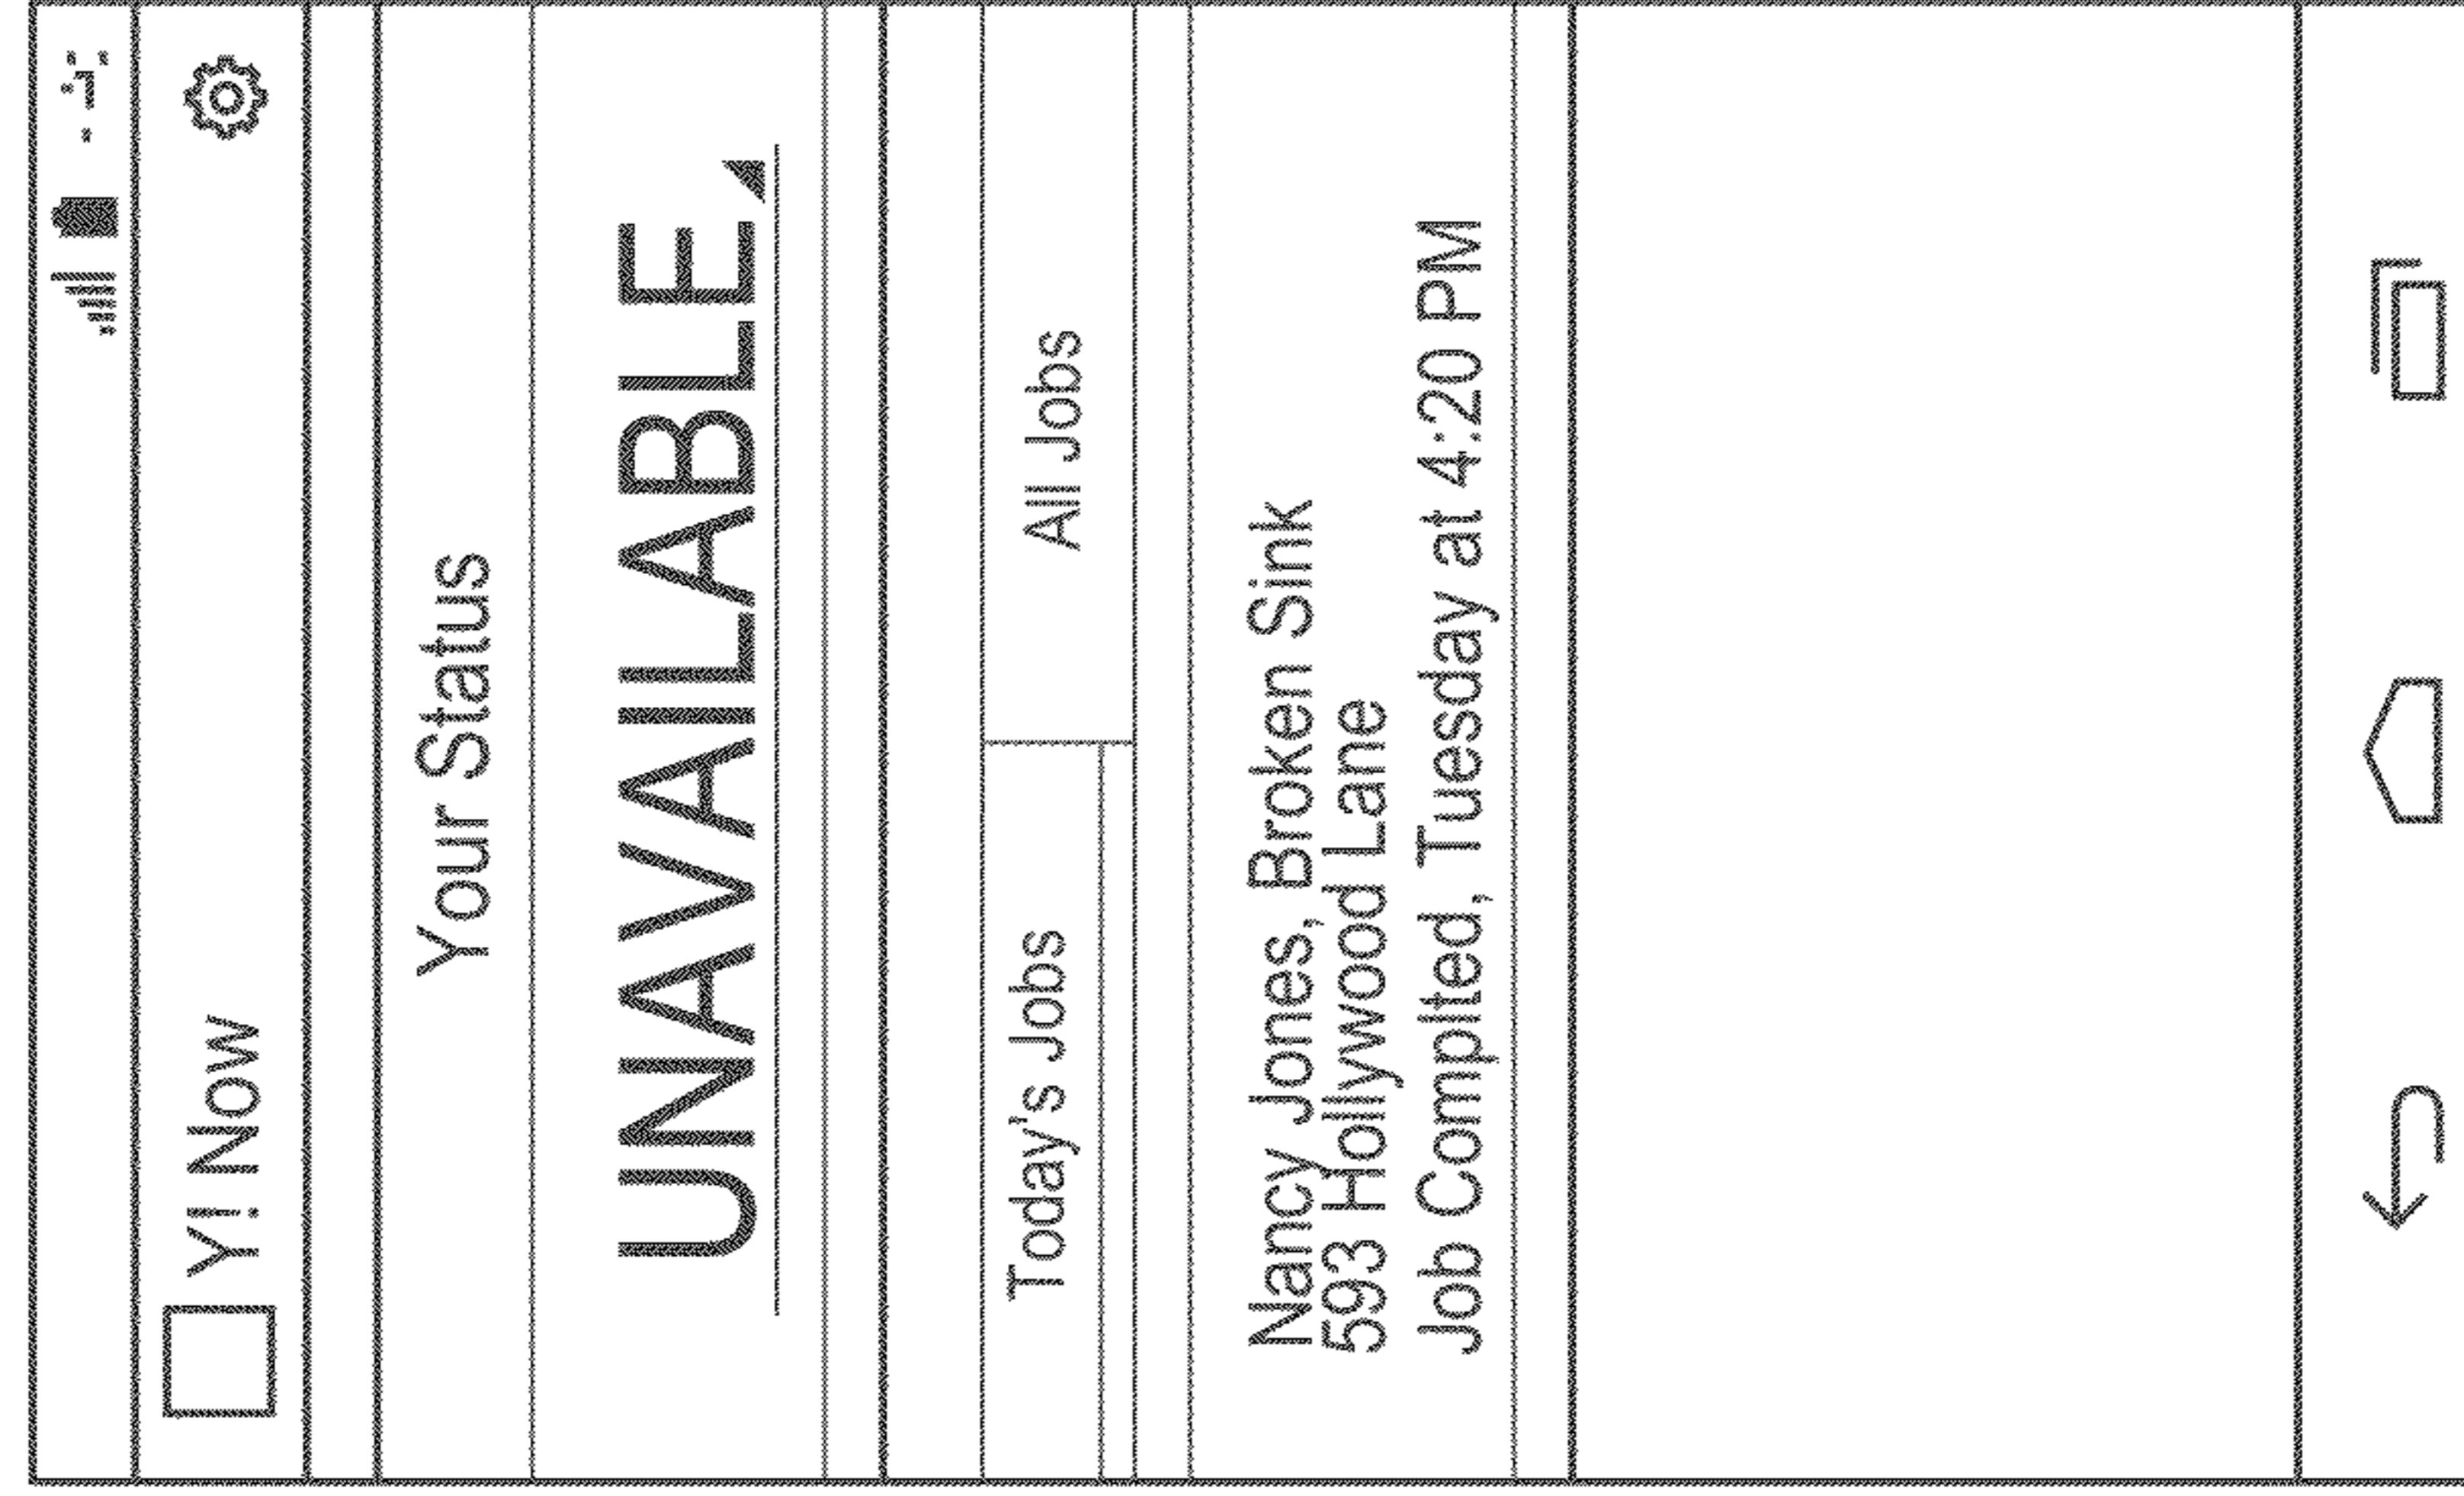 Y! Now
Your Status
UNAVAILABLE
Today's Jobs
All Jobs
Nancy Jones, Broken Sink
593 Hollywood Lane
Job Complted, Tuesday at 4:20 PM